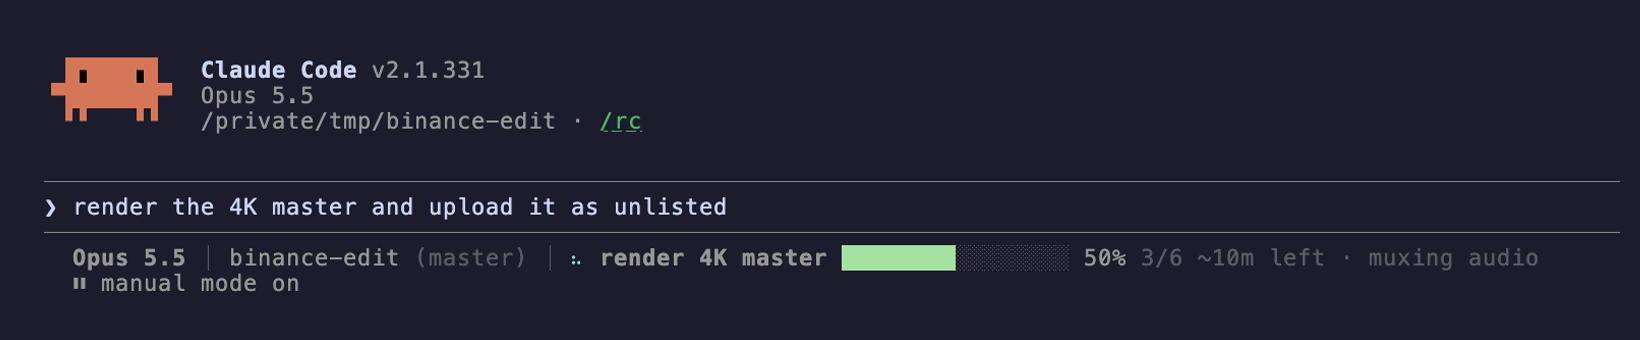 Claude Code v2.1.331
Opus 5.5
/private/tmp/binance-edit · /rc
❯ render the 4K master and upload it as unlisted
Opus 5.5 │ binance-edit (master) │ ⠦ render 4K master 50% 3/6 ~10m left · muxing audio
⏸ manual mode on